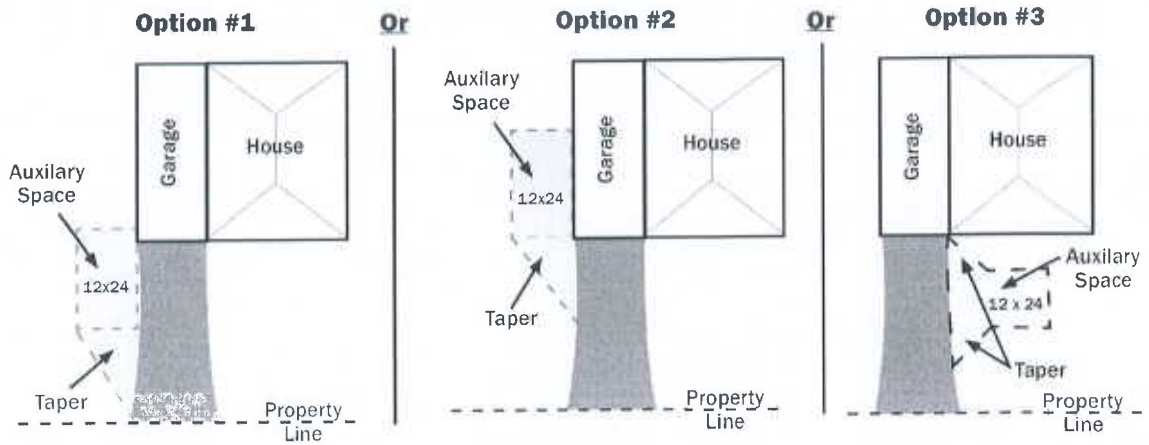 Option #1
Or
Option #2
Or
Option #3
Garage
House
Auxilary
Space
12x24
Taper
Property
Line
Auxilary
Space
Garage
House
12x24
Taper
Property
Line
Garage
House
Auxilary
Space
12 x 24
Taper
Property
Line